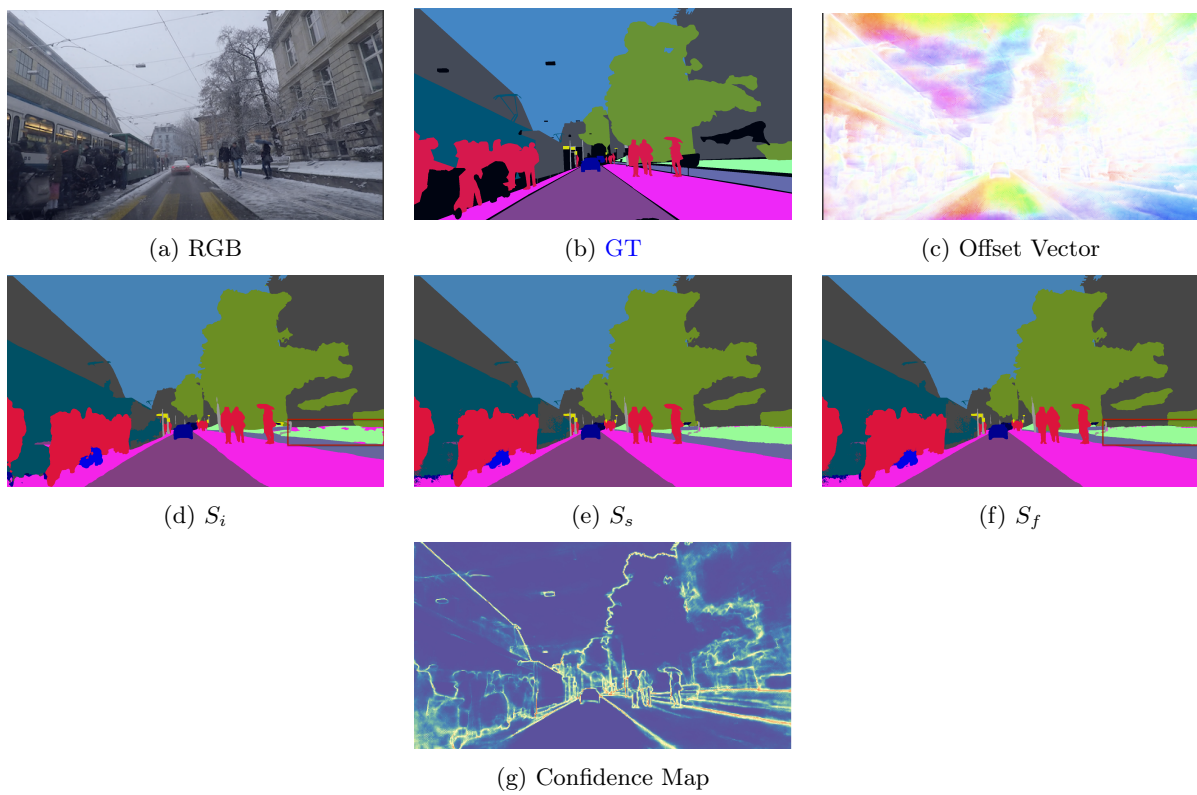 (a) RGB
(b) GT
(c) Offset Vector
(d) S_i
(e) S_s
(f) S_f
(g) Confidence Map